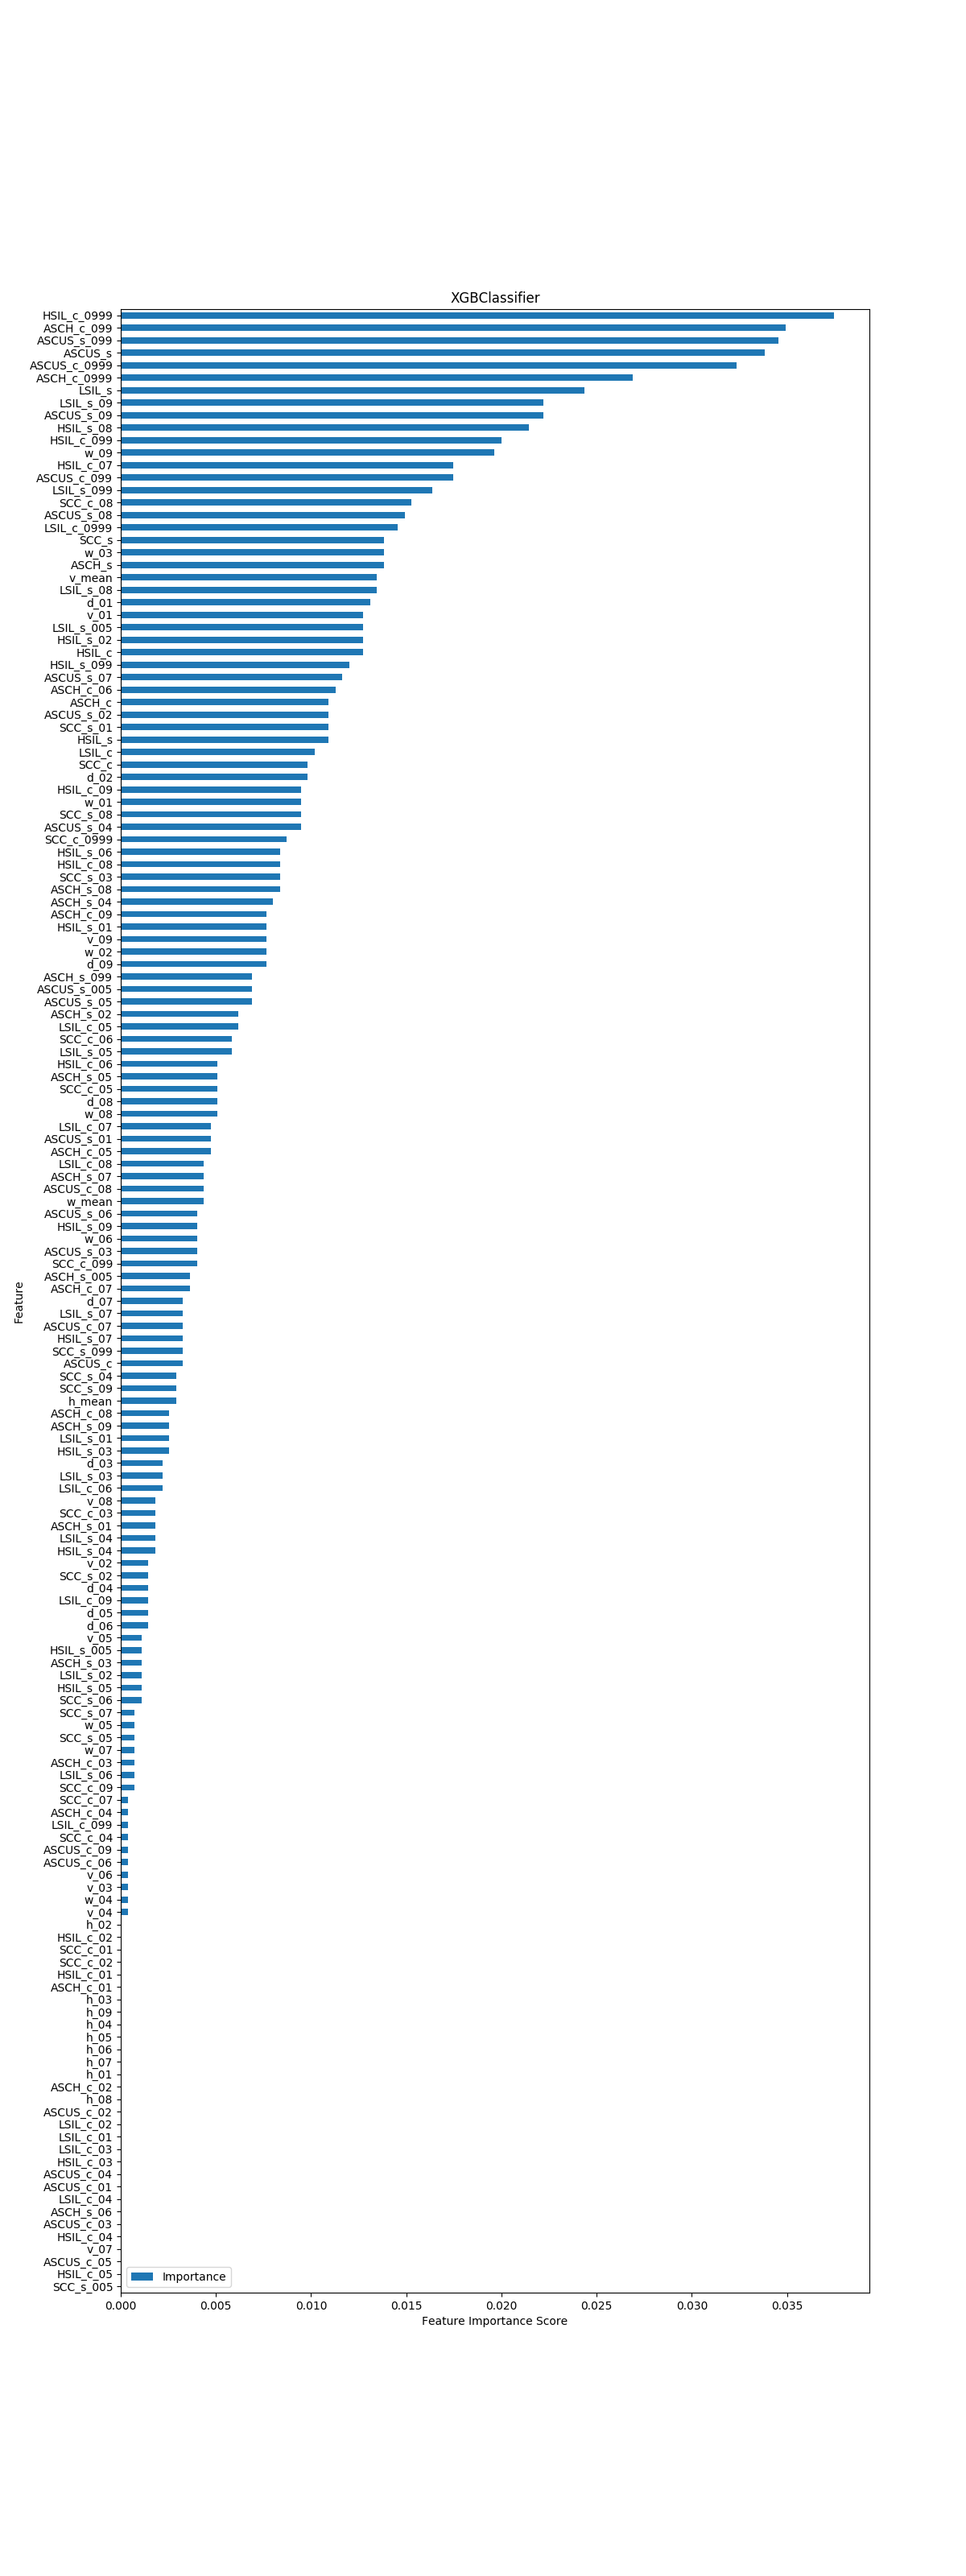 XGBClassifier
HSIL_c_0999
ASCH_c_099
ASCUS_s_099
ASCUS_s
ASCUS_c_0999
ASCH_c_0999
LSIL_s
LSIL_s_09
ASCUS_s_09
HSIL_s_08
HSIL_c_099
w_09
HSIL_c_07
ASCUS_c_099
LSIL_s_099
SCC_c_08
ASCUS_s_08
LSIL_c_0999
SCC_s
w_03
ASCH_s
v_mean
LSIL_s_08
d_01
v_01
LSIL_s_005
HSIL_s_02
HSIL_c
HSIL_s_099
ASCUS_s_07
ASCH_c_06
ASCH_c
ASCUS_s_02
SCC_s_01
HSIL_s
LSIL_c
SCC_c
d_02
HSIL_c_09
w_01
SCC_s_08
ASCUS_s_04
SCC_c_0999
HSIL_s_06
HSIL_c_08
SCC_s_03
ASCH_s_08
ASCH_s_04
ASCH_c_09
HSIL_s_01
v_09
w_02
d_09
ASCH_s_099
ASCUS_s_005
ASCUS_s_05
ASCH_s_02
LSIL_c_05
SCC_c_06
LSIL_s_05
HSIL_c_06
ASCH_s_05
SCC_c_05
d_08
w_08
LSIL_c_07
ASCUS_s_01
ASCH_c_05
LSIL_c_08
ASCH_s_07
ASCUS_c_08
w_mean
ASCUS_s_06
HSIL_s_09
w_06
ASCUS_s_03
SCC_c_099
ASCH_s_005
ASCH_c_07
d_07
LSIL_s_07
ASCUS_c_07
HSIL_s_07
SCC_s_099
ASCUS_c
SCC_s_04
SCC_s_09
h_mean
ASCH_c_08
ASCH_s_09
LSIL_s_01
HSIL_s_03
d_03
LSIL_s_03
LSIL_c_06
v_08
SCC_c_03
ASCH_s_01
LSIL_s_04
HSIL_s_04
v_02
SCC_s_02
d_04
LSIL_c_09
d_05
d_06
v_05
HSIL_s_005
ASCH_s_03
LSIL_s_02
HSIL_s_05
SCC_s_06
SCC_s_07
w_05
SCC_s_05
w_07
ASCH_c_03
LSIL_s_06
SCC_c_09
SCC_c_07
ASCH_c_04
LSIL_c_099
SCC_c_04
ASCUS_c_09
ASCUS_c_06
v_06
v_03
w_04
v_04
h_02
HSIL_c_02
SCC_c_01
SCC_c_02
HSIL_c_01
ASCH_c_01
h_03
h_09
h_04
h_05
h_06
h_07
h_01
ASCH_c_02
h_08
ASCUS_c_02
LSIL_c_02
LSIL_c_01
LSIL_c_03
HSIL_c_03
ASCUS_c_04
ASCUS_c_01
LSIL_c_04
ASCH_s_06
ASCUS_c_03
HSIL_c_04
v_07
ASCUS_c_05
HSIL_c_05
SCC_s_005
Feature
Importance
0.000 0.005 0.010 0.015 0.020 0.025 0.030 0.035
Feature Importance Score